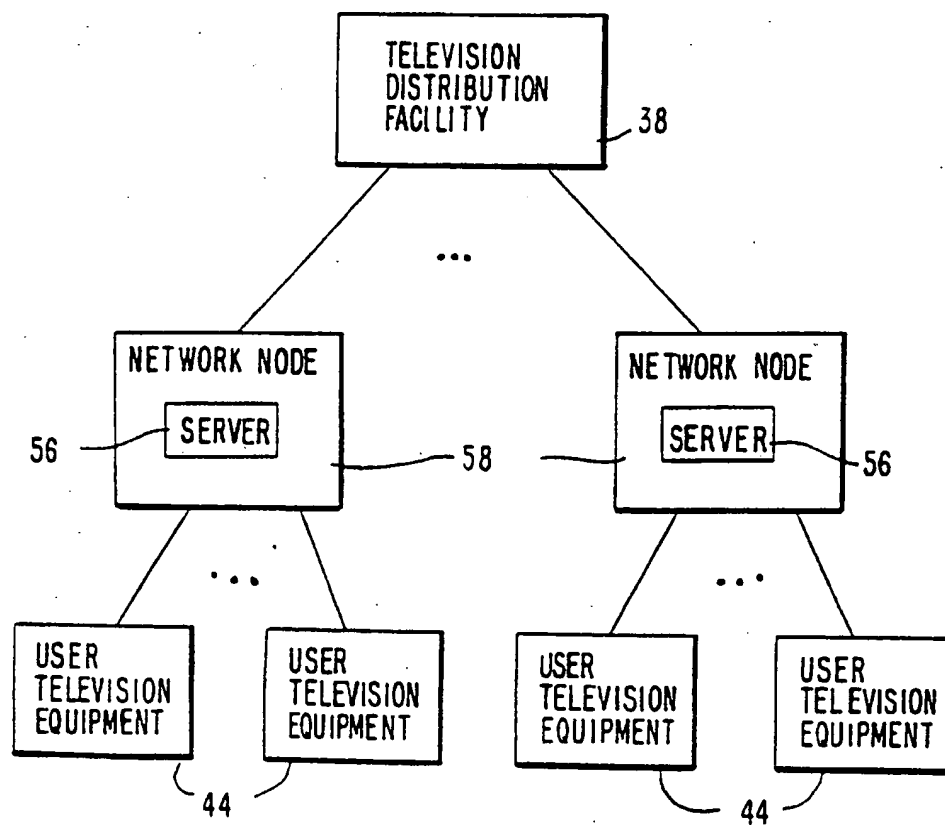 TELEVISION
DISTRIBUTION
FACILITY
38
...
NETWORK NODE
SERVER
56
58
NETWORK NODE
SERVER
56
...
...
USER
TELEVISION
EQUIPMENT
USER
TELEVISION
EQUIPMENT
USER
TELEVISION
EQUIPMENT
USER
TELEVISION
EQUIPMENT
44
44